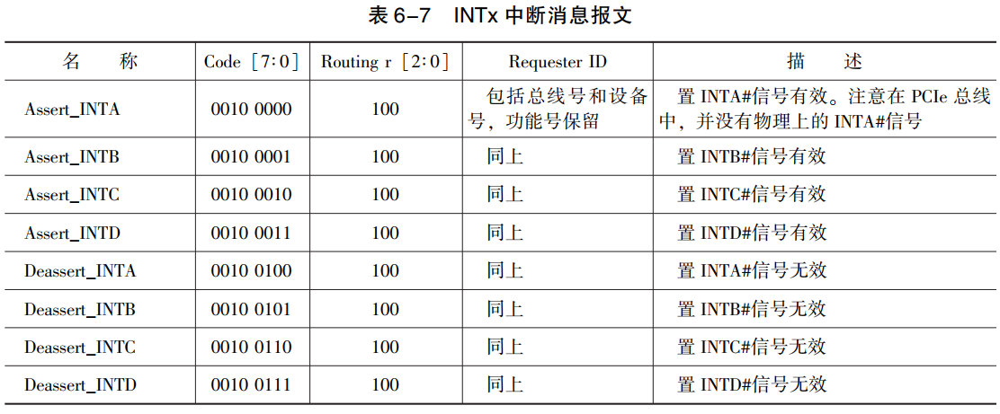 表 6-7 INTx 中断消息报文
名 称 Code [7:0] Routing r [2:0] Requester ID 描 述
Assert_INTA 0010 0000 100 包括总线号和设备号，功能号保留 置 INTA#信号有效。注意在 PCIe 总线中，并没有物理上的 INTA#信号
Assert_INTB 0010 0001 100 同上 置 INTB#信号有效
Assert_INTC 0010 0010 100 同上 置 INTC#信号有效
Assert_INTD 0010 0011 100 同上 置 INTD#信号有效
Deassert_INTA 0010 0100 100 同上 置 INTA#信号无效
Deassert_INTB 0010 0101 100 同上 置 INTB#信号无效
Deassert_INTC 0010 0110 100 同上 置 INTC#信号无效
Deassert_INTD 0010 0111 100 同上 置 INTD#信号无效